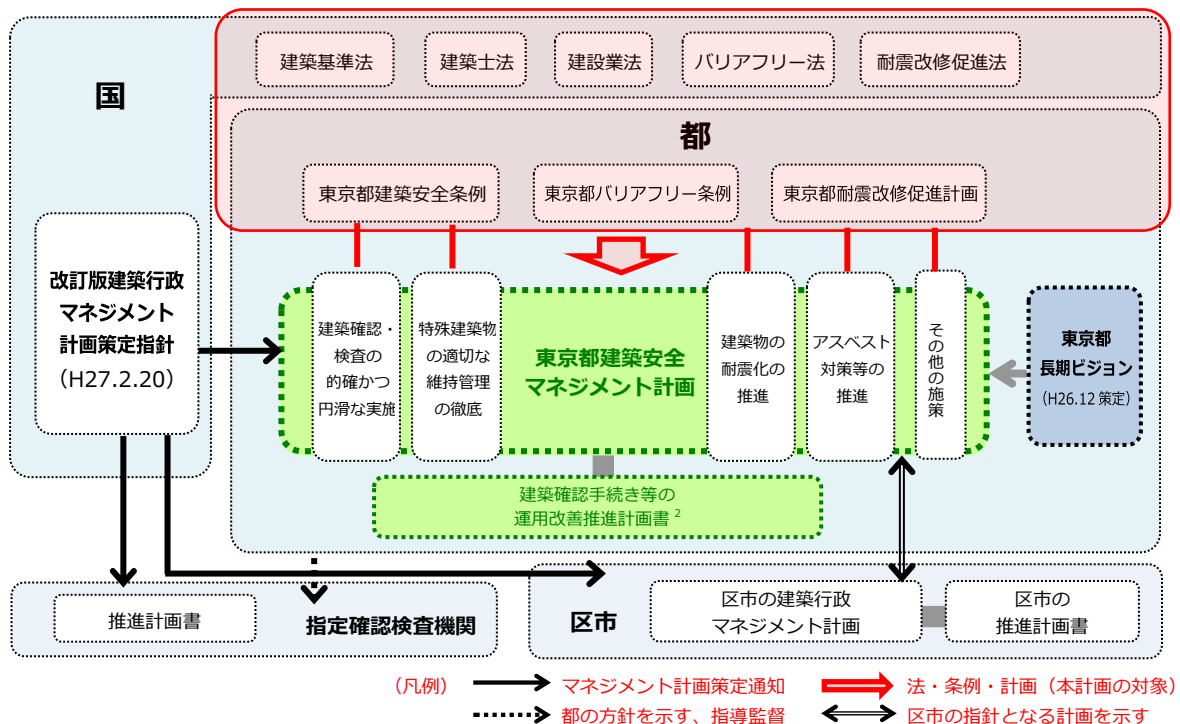 国
建築基準法
建築士法
建設業法
バリアフリー法
耐震改修促進法
都
東京都建築安全条例
東京都バリアフリー条例
東京都耐震改修促進計画
改訂版建築行政
マネジメント
計画策定指針
(H27.2.20)
建築確認・
検査の
的確かつ
円滑な実施
特殊建築物
の適切な
維持管理
の徹底
東京都建築安全
マネジメント計画
建築物の
耐震化の
推進
アスベスト
対策等の
推進
その他の施策
東京都
長期ビジョン
(H26.12 策定)
建築確認手続き等の
運用改善推進計画書 2
推進計画書
指定確認検査機関
区市
区市の建築行政
マネジメント計画
区市の
推進計画書
(凡例)
マネジメント計画策定通知
法・条例・計画(本計画の対象)
都の方針を示す、指導監督
区市の指針となる計画を示す